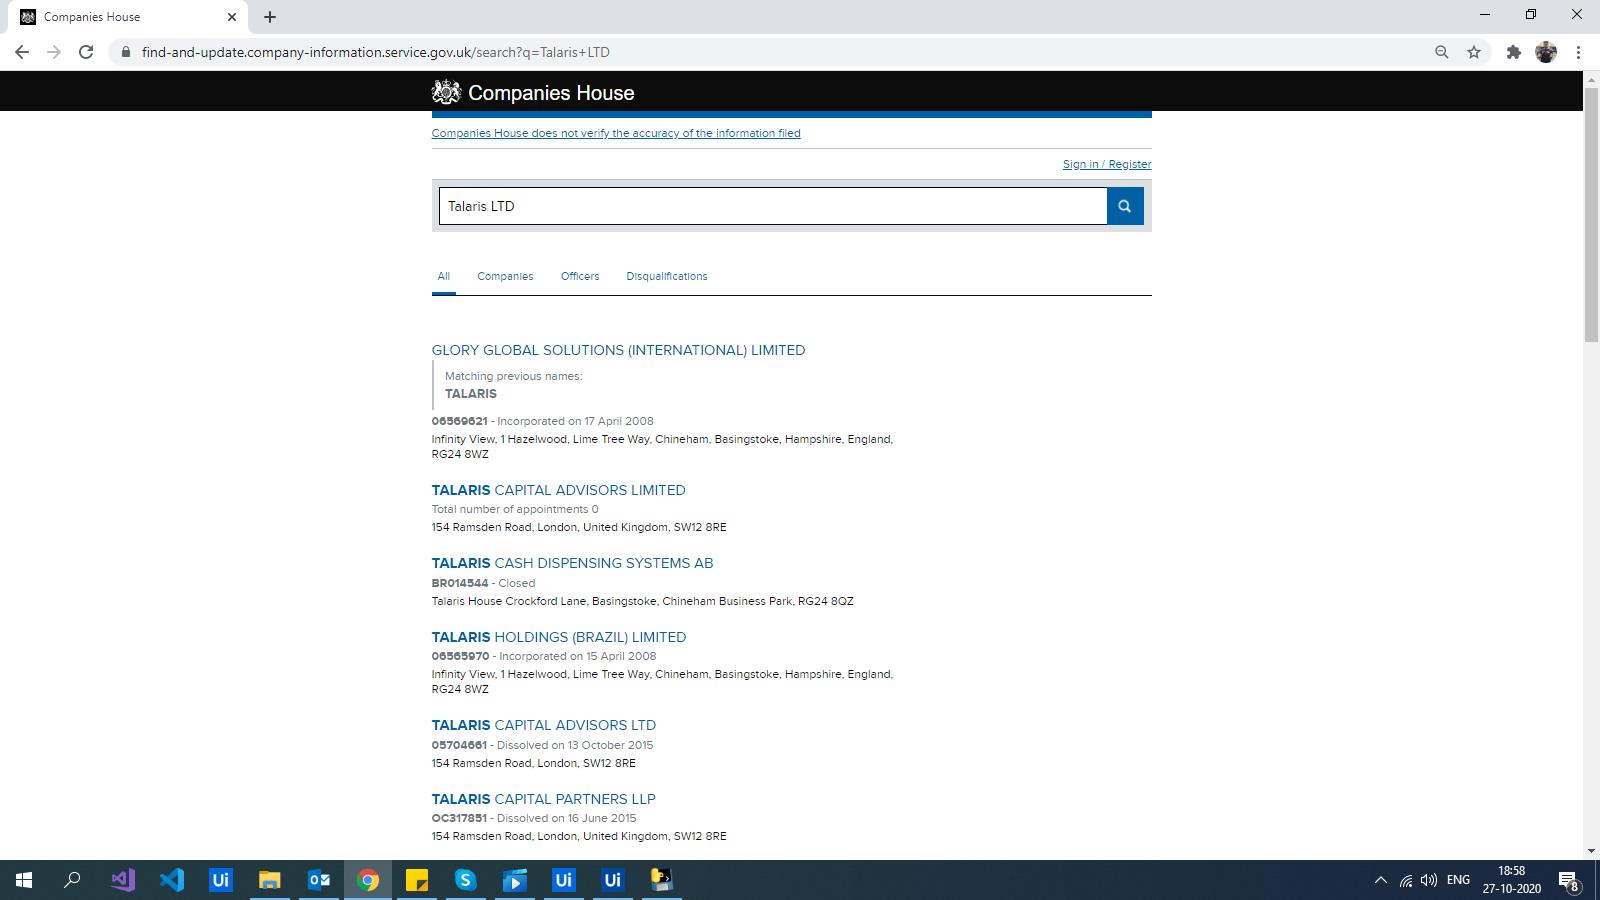 Companies House
find-and-update.company-information.service.gov.uk/search?q=Talaris+LTD
Companies House
Companies House does not verify the accuracy of the information filed
Sign in / Register
Talaris LTD
All Companies Officers Disqualifications
GLORY GLOBAL SOLUTIONS (INTERNATIONAL) LIMITED
Matching previous names:
TALARIS
06569621 - Incorporated on 17 April 2008
Infinity View, 1 Hazelwood, Lime Tree Way, Chineham, Basingstoke, Hampshire, England,
RG24 8WZ
TALARIS CAPITAL ADVISORS LIMITED
Total number of appointments 0
154 Ramsden Road, London, United Kingdom, SW12 8RE
TALARIS CASH DISPENSING SYSTEMS AB
BR014544 - Closed
Talaris House Crockford Lane, Basingstoke, Chineham Business Park, RG24 8QZ
TALARIS HOLDINGS (BRAZIL) LIMITED
06565970 - Incorporated on 15 April 2008
Infinity View, 1 Hazelwood, Lime Tree Way, Chineham, Basingstoke, Hampshire, England,
RG24 8WZ
TALARIS CAPITAL ADVISORS LTD
05704661 - Dissolved on 13 October 2015
154 Ramsden Road, London, SW12 8RE
TALARIS CAPITAL PARTNERS LLP
OC317851 - Dissolved on 16 June 2015
154 Ramsden Road, London, United Kingdom, SW12 8RE
Ui Ui Ui
ENG
18:58
27-10-2020
8